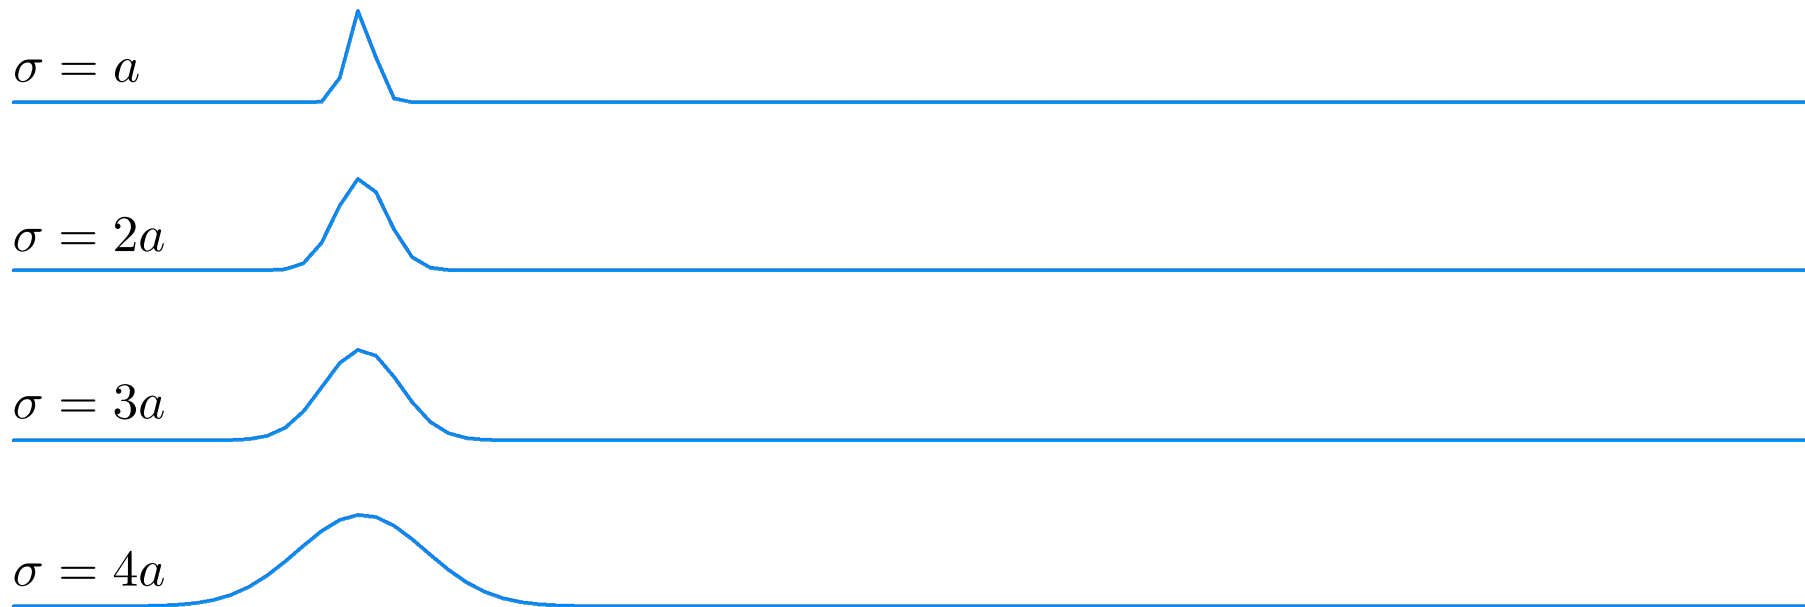 σ = a
σ = 2a
σ = 3a
σ = 4a